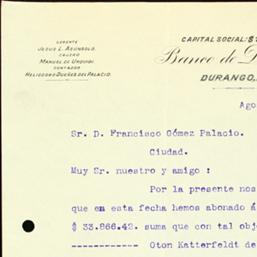 GERENTE
JESUS L. ASUNSOLO.
CAJERO
MANUEL DE URQUIDI.
CONTADOR
HELIODORO DUEÑES DEL PALACIO.
CAPITAL SOCIAL: $
Banco de D
DURANGO,
Ago
Sr. D. Francisco Gómez Palacio.
Ciudad.
Muy Sr. nuestro y amigo :
Por la presente nos
que en esta fecha hemos abonado á
$ 33.866.42. suma que con tal obj
----------- Oton Katterfeldt de